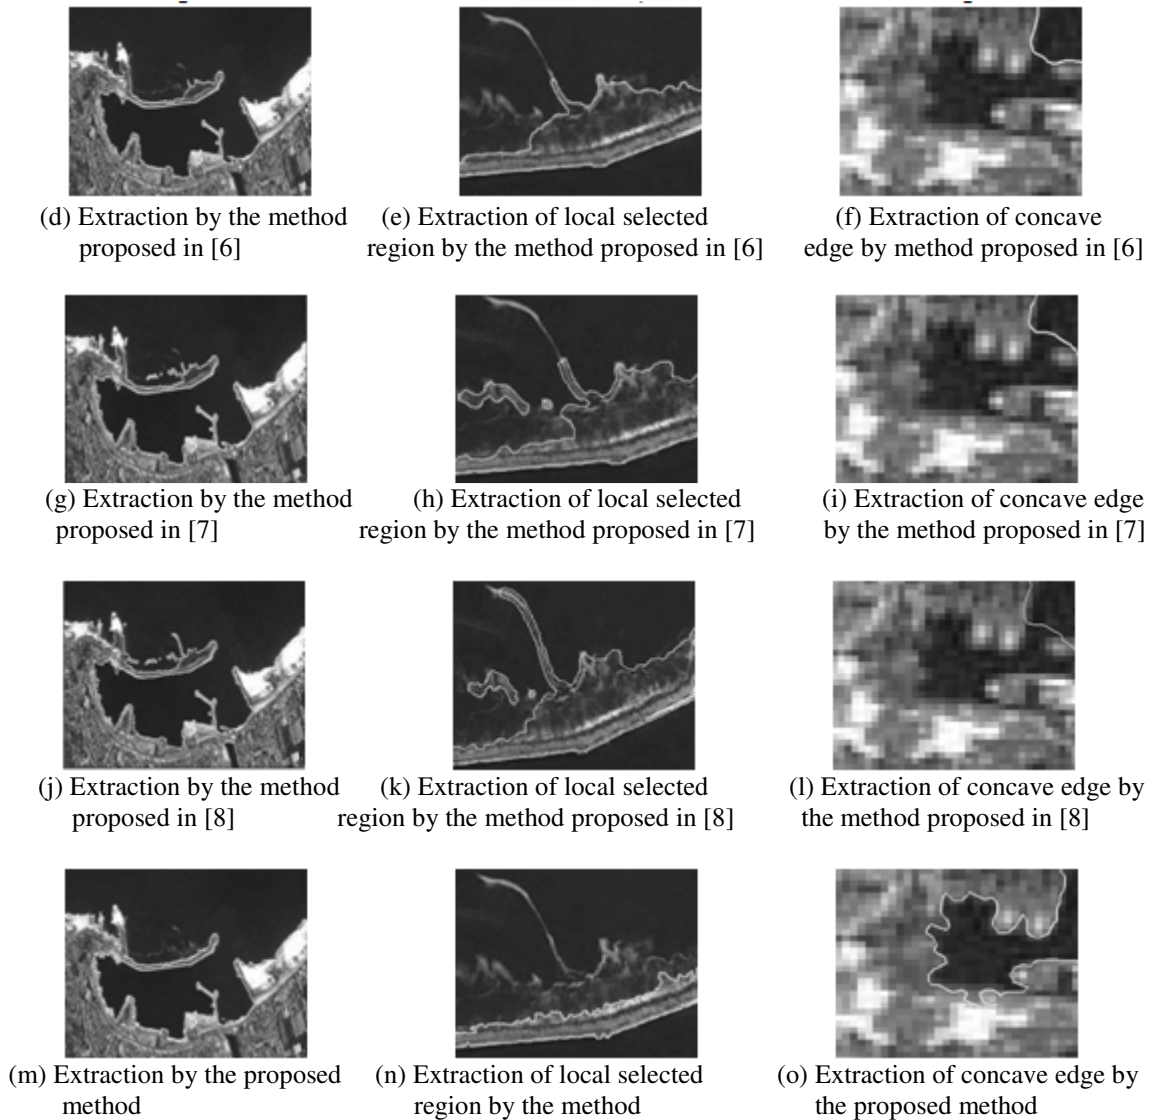 (d) Extraction by the method
proposed in [6]
(e) Extraction of local selected
region by the method proposed in [6]
(f) Extraction of concave
edge by method proposed in [6]
(g) Extraction by the method
proposed in [7]
(h) Extraction of local selected
region by the method proposed in [7]
(i) Extraction of concave edge
by the method proposed in [7]
(j) Extraction by the method
proposed in [8]
(k) Extraction of local selected
region by the method proposed in [8]
(l) Extraction of concave edge by
the method proposed in [8]
(m) Extraction by the proposed
method
(n) Extraction of local selected
region by the method
(o) Extraction of concave edge by
the proposed method